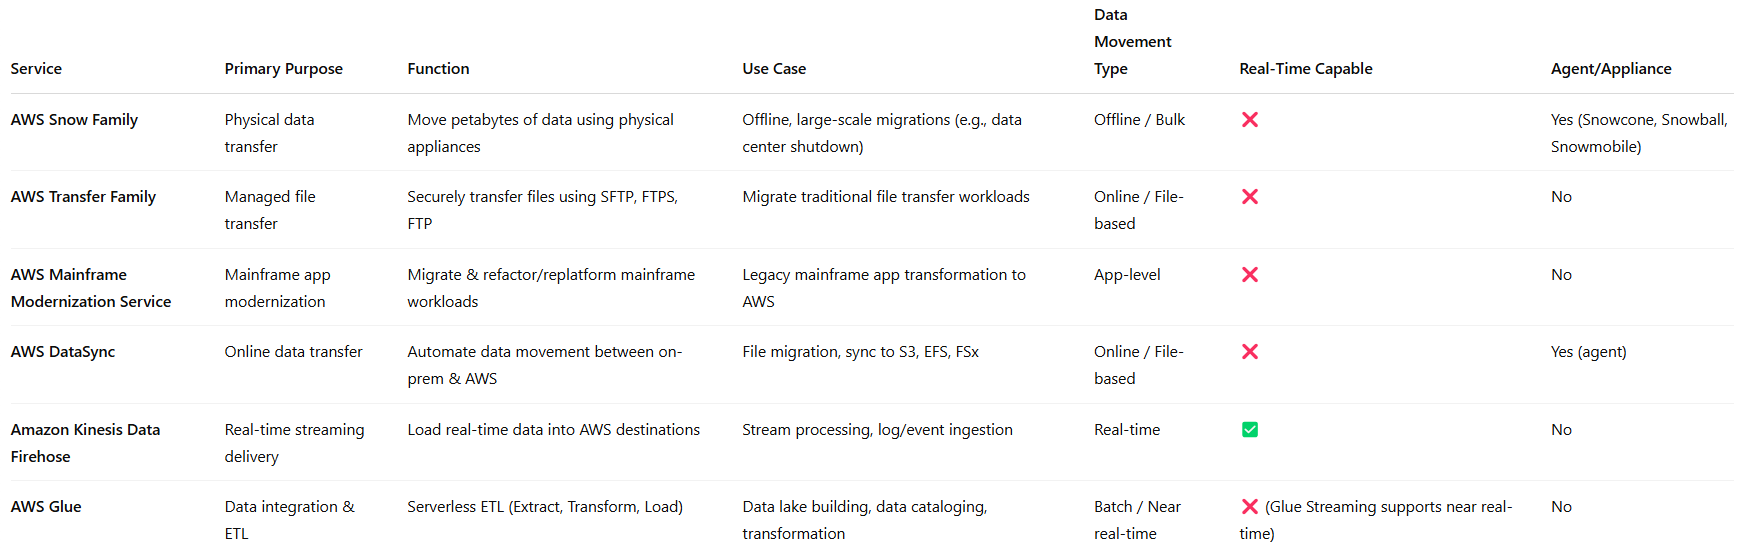 Service
Primary Purpose
Function
Use Case
Data
Movement
Type
Real-Time Capable
Agent/Appliance
AWS Snow Family
Physical data
transfer
Move petabytes of data using physical
appliances
Offline, large-scale migrations (e.g., data
center shutdown)
Offline / Bulk
Yes (Snowcone, Snowball,
Snowmobile)
AWS Transfer Family
Managed file
transfer
Securely transfer files using SFTP, FTPS,
FTP
Migrate traditional file transfer workloads
Online / File-
based
No
AWS Mainframe
Modernization Service
Mainframe app
modernization
Migrate & refactor/replatform mainframe
workloads
Legacy mainframe app transformation to
AWS
App-level
No
AWS DataSync
Online data transfer
Automate data movement between on-
prem & AWS
File migration, sync to S3, EFS, FSx
Online / File-
based
Yes (agent)
Amazon Kinesis Data
Firehose
Real-time streaming
delivery
Load real-time data into AWS destinations
Stream processing, log/event ingestion
Real-time
No
AWS Glue
Data integration &
ETL
Serverless ETL (Extract, Transform, Load)
Data lake building, data cataloging,
transformation
Batch / Near
real-time
(Glue Streaming supports near real-
time)
No